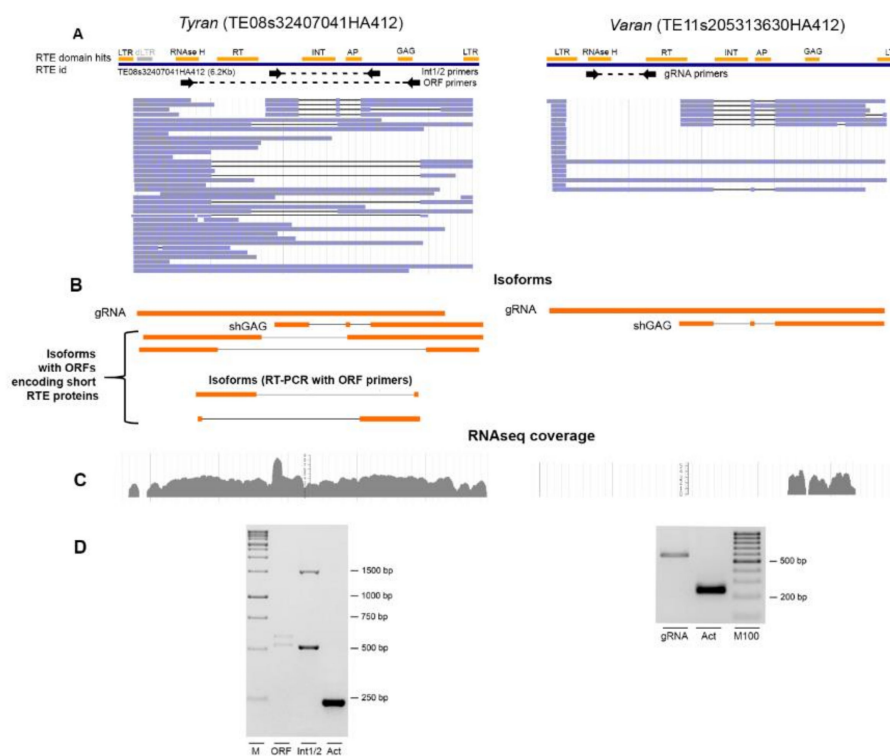 Tyran (TE08s32407041HA412)
Varan (TE11s205313630HA412)
A
RTE domain hits
RTE id
LTR dLTR RNAse H RT INT AP GAG LTR
TE08s32407041HA412 (6.2Kb)
Int1/2 primers
ORF primers
LTR RNAse H RT INT AP GAG LTR
gRNA primers
B
Isoforms
gRNA
shGAG
Isoforms
with ORFs
encoding short
RTE proteins
Isoforms (RT-PCR with ORF primers)
gRNA
shGAG
RNAseq coverage
C
D
1500 bp
1000 bp
750 bp
500 bp
250 bp
M ORF Int1/2 Act
500 bp
200 bp
gRNA Act M100